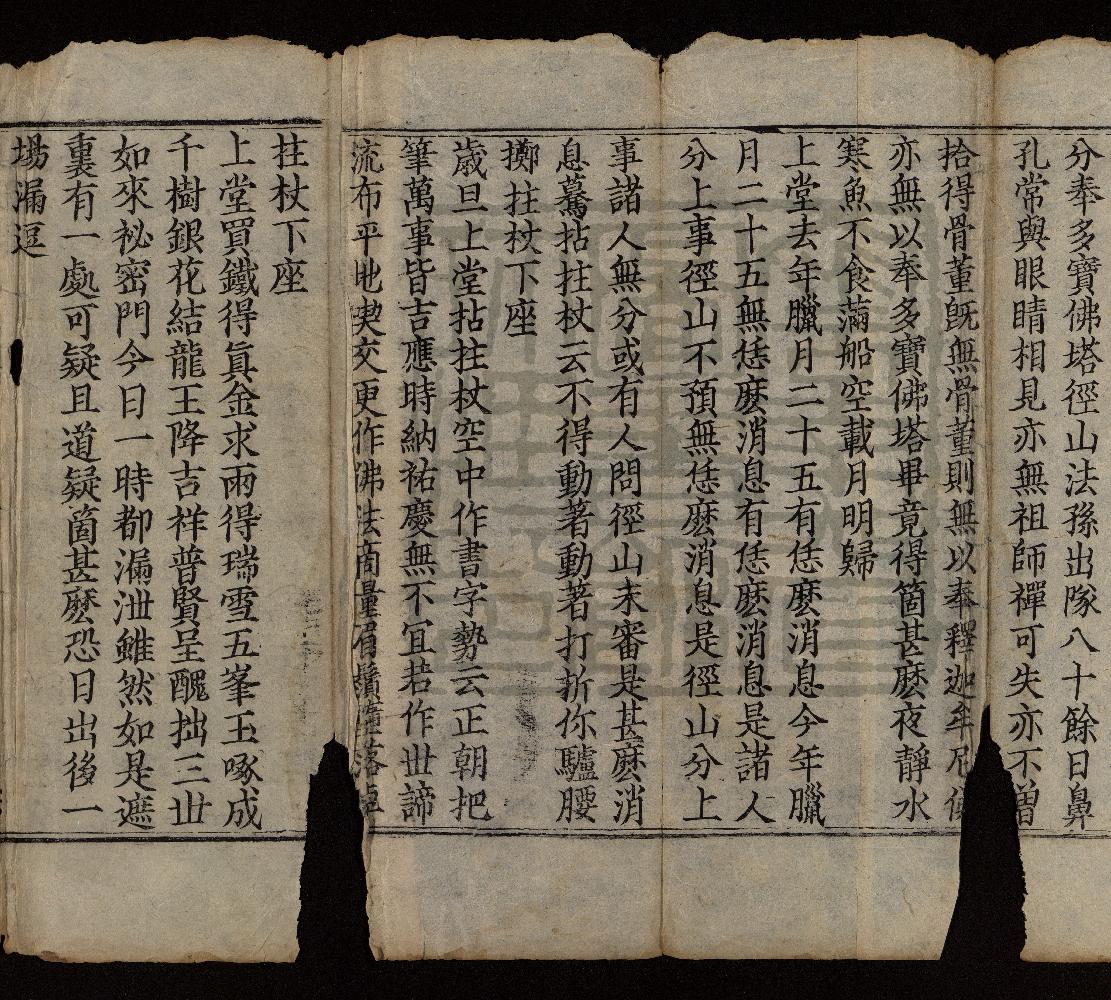 分奉多寶佛塔徑山法孫出隊八十餘日鼻
孔常與眼睛相見亦無祖師禪可失亦不曾
拾得骨董旣無骨董則無以奉釋迦牟尼佛
亦無以奉多寶佛塔畢竟得箇甚麽夜靜水
寒魚不食滿船空載月明歸
上堂去年臘月二十五有恁麽消息今年臘
月二十五無恁麽消息有恁麽消息是諸人
分上事徑山不預無恁麽消息是徑山分上
事諸人無分或有人問徑山未審是甚麽消
息驀拈拄杖云不得動著動著打折你驢腰
擲拄杖下座
歲旦上堂拈拄杖空中作書字勢云正朝把
筆萬事皆吉應時納祐慶無不宜若作世諦
流布平地喫交更作佛法商量眉鬚墮落卓
拄杖下座
上堂買鐵得眞金求雨得瑞雪五峯玉啄成
千樹銀花結龍王降吉祥普賢呈醜拙三世
如來祕密門今日一時都漏泄雖然如是遮
裏有一處可疑且道疑箇甚麽恐日出後一
場漏逗